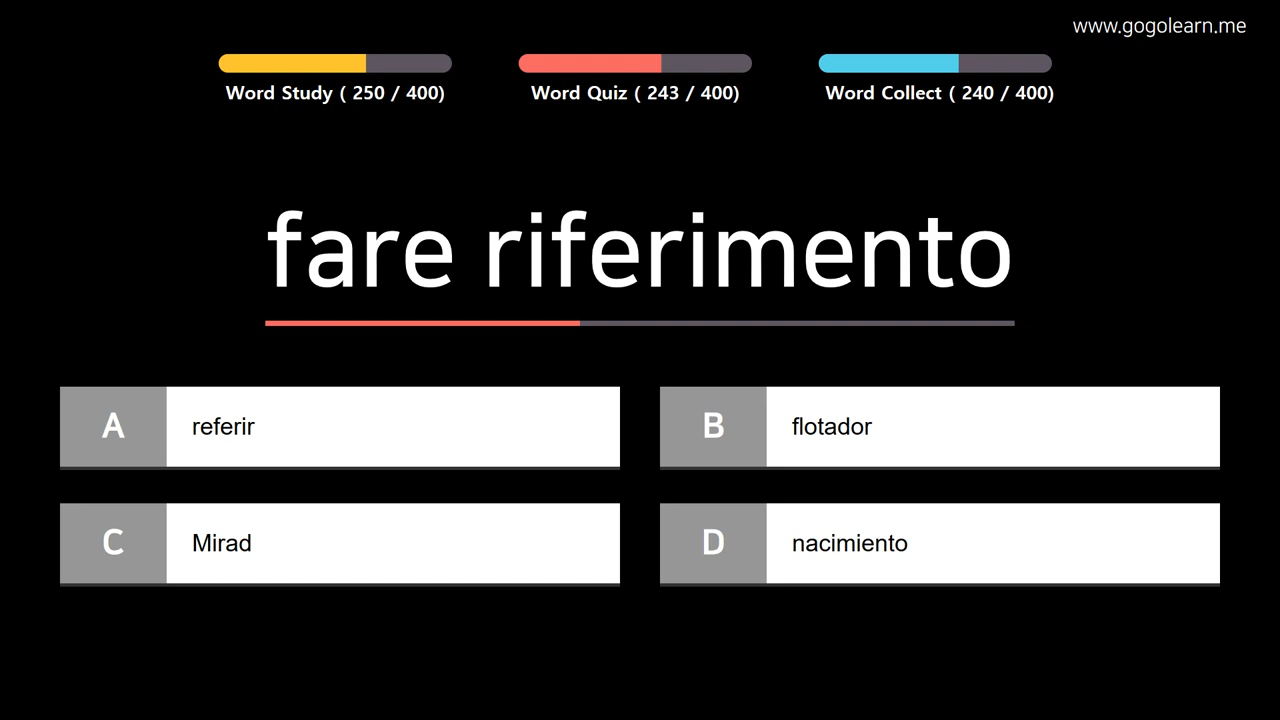 www.gogolearn.me
Word Study ( 250 / 400)
Word Quiz ( 243 / 400)
Word Collect ( 240 / 400)
fare riferimento
A referir
B flotador
C Mirad
D nacimiento